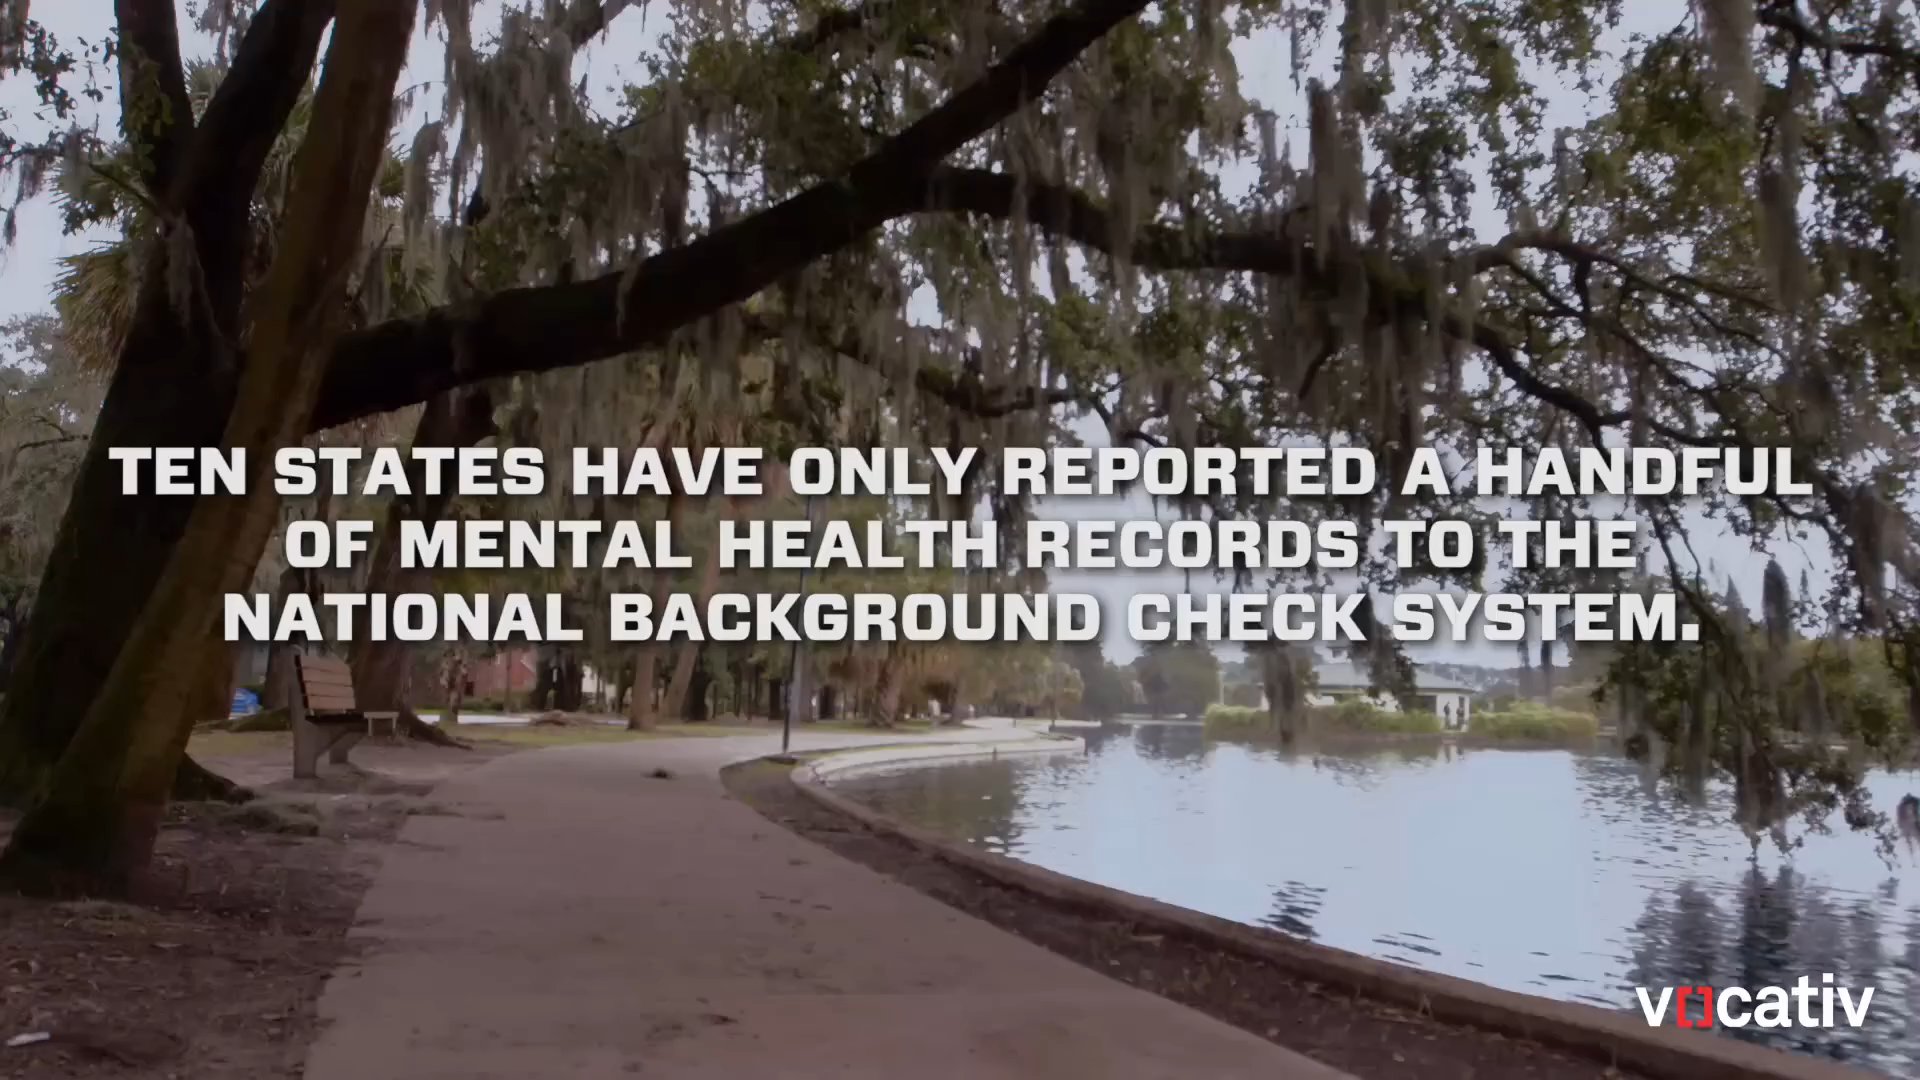 TEN STATES HAVE ONLY REPORTED A HANDFUL
OF MENTAL HEALTH RECORDS TO THE
NATIONAL BACKGROUND CHECK SYSTEM.
vocativ